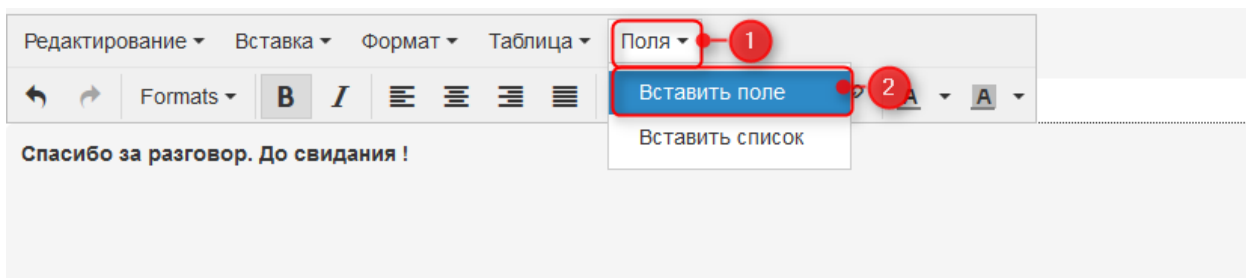 Редактирование Вставка Формат Таблица Поля 1
Formats B I Вставить поле 2 A A
Вставить список
Спасибо за разговор. До свидания !